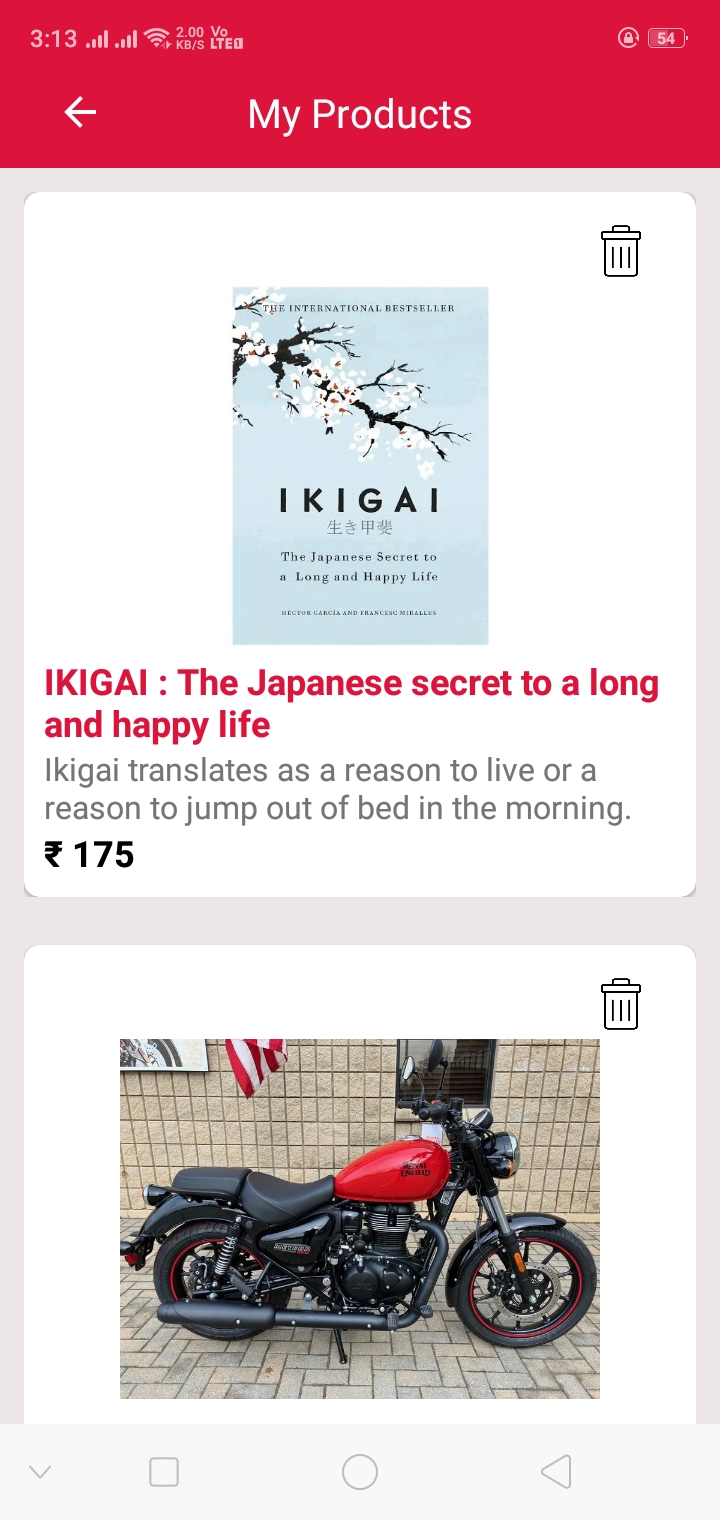 3:13
2.00
KB/S
Vo
LTE
54
My Products
THE INTERNATIONAL BESTSELLER
IKIGAI
生き甲斐
The Japanese Secret to
a Long and Happy Life
HÉCTOR GARCÍA AND FRANCESC MIRALLES
IKIGAI : The Japanese secret to a long
and happy life
Ikigai translates as a reason to live or a
reason to jump out of bed in the morning.
₹ 175
ROYAL
ENFIELD